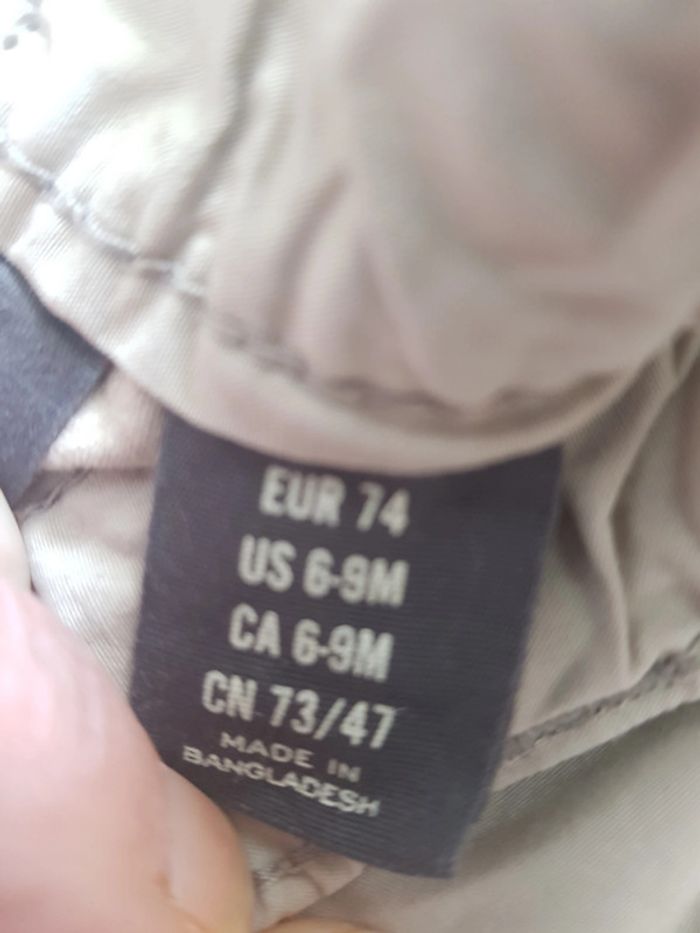 EUR 74
US 6-9M
CA 6-9M
CN 73/47
MADE IN
BANGLADESH